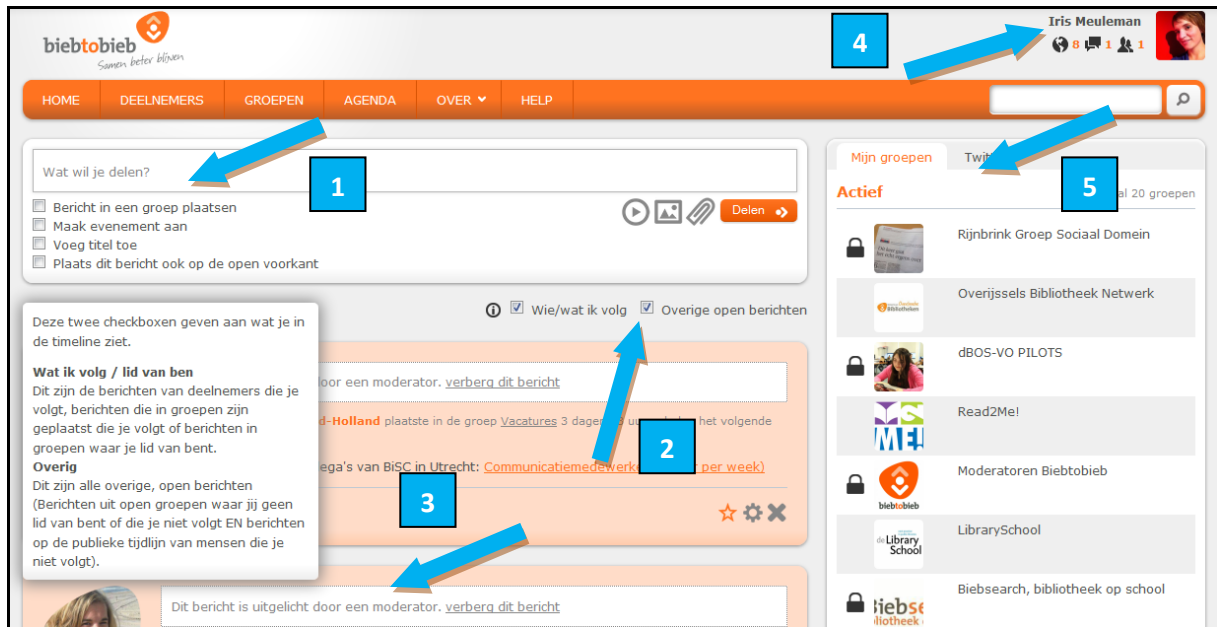 biebtobieb
Samen beter blijven
4
Iris Meuleman
8 1 1
HOME DEELNEMERS GROEPEN AGENDA OVER HELP
Wat wil je delen?
1
Bericht in een groep plaatsen
Maak evenement aan
Voeg titel toe
Plaats dit bericht ook op de open voorkant
Delen
Wie/wat ik volg Overige open berichten
Deze twee checkboxen geven aan wat je in
de timeline ziet.
Wat ik volg / lid van ben
Dit zijn de berichten van deelnemers die je
volgt, berichten die in groepen zijn
geplaatst die je volgt of berichten in
groepen waar je lid van bent.
Overig
Dit zijn alle overige, open berichten
(Berichten uit open groepen waar jij geen
lid van bent of die je niet volgt EN berichten
op de publieke tijdlijn van mensen die je
niet volgt).
door een moderator. verberg dit bericht
d-Holland plaatste in de groep Vacatures 3 dagen het volgende
2
ega's van BiSC in Utrecht: Communicatiemedewerke per week)
3
Dit bericht is uitgelicht door een moderator. verberg dit bericht
Mijn groepen Twit
5
Actief al 20 groepen
Rijnbrink Groep Sociaal Domein
Overijssels Bibliotheek Netwerk
dBOS-VO PILOTS
Read2Me!
ME!
Moderatoren Biebtobieb
biebtobieb
LibrarySchool
de Library
School
Biebsearch, bibliotheek op school
iebse
bliotheek